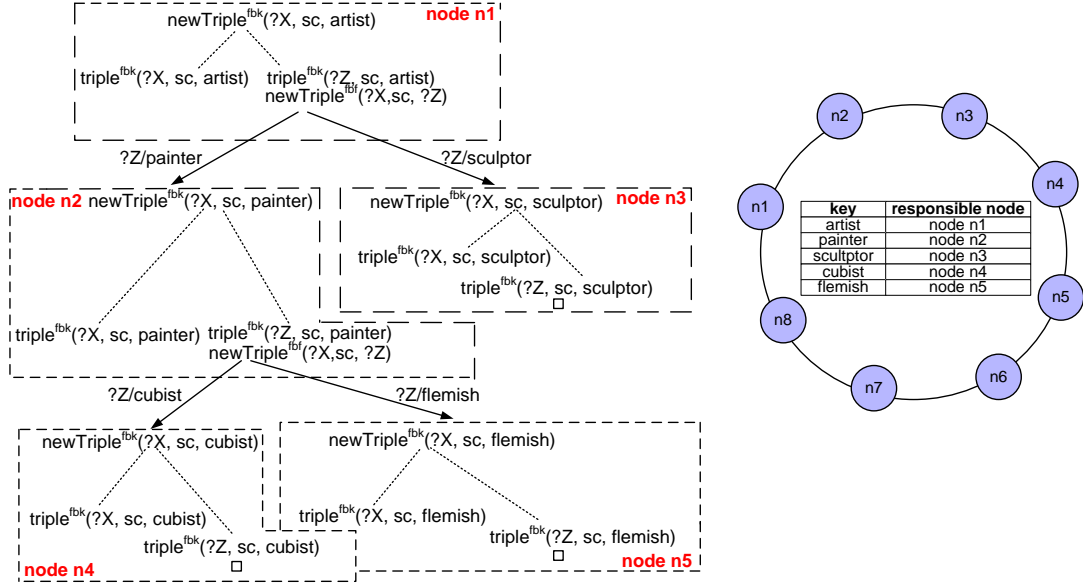 newTriple^fbk(?X, sc, artist) node n1
triple^fbk(?X, sc, artist) triple^fbk(?Z, sc, artist)
newTriple^fbf(?X,sc, ?Z)
?Z/painter ?Z/sculptor
node n2 newTriple^fbk(?X, sc, painter)
newTriple^fbk(?X, sc, sculptor) node n3
triple^fbk(?X, sc, sculptor)
triple^fbk(?Z, sc, sculptor)
triple^fbk(?X, sc, painter) triple^fbk(?Z, sc, painter)
newTriple^fbf(?X,sc, ?Z)
?Z/cubist ?Z/flemish
newTriple^fbk(?X, sc, cubist)
newTriple^fbk(?X, sc, flemish)
triple^fbk(?X, sc, cubist)
triple^fbk(?X, sc, flemish)
triple^fbk(?Z, sc, cubist)
triple^fbk(?Z, sc, flemish)
node n4
node n5
n2
n3
n4
n1
key responsible node
artist node n1
painter node n2
scultptor node n3
cubist node n4
flemish node n5
n5
n8
n6
n7